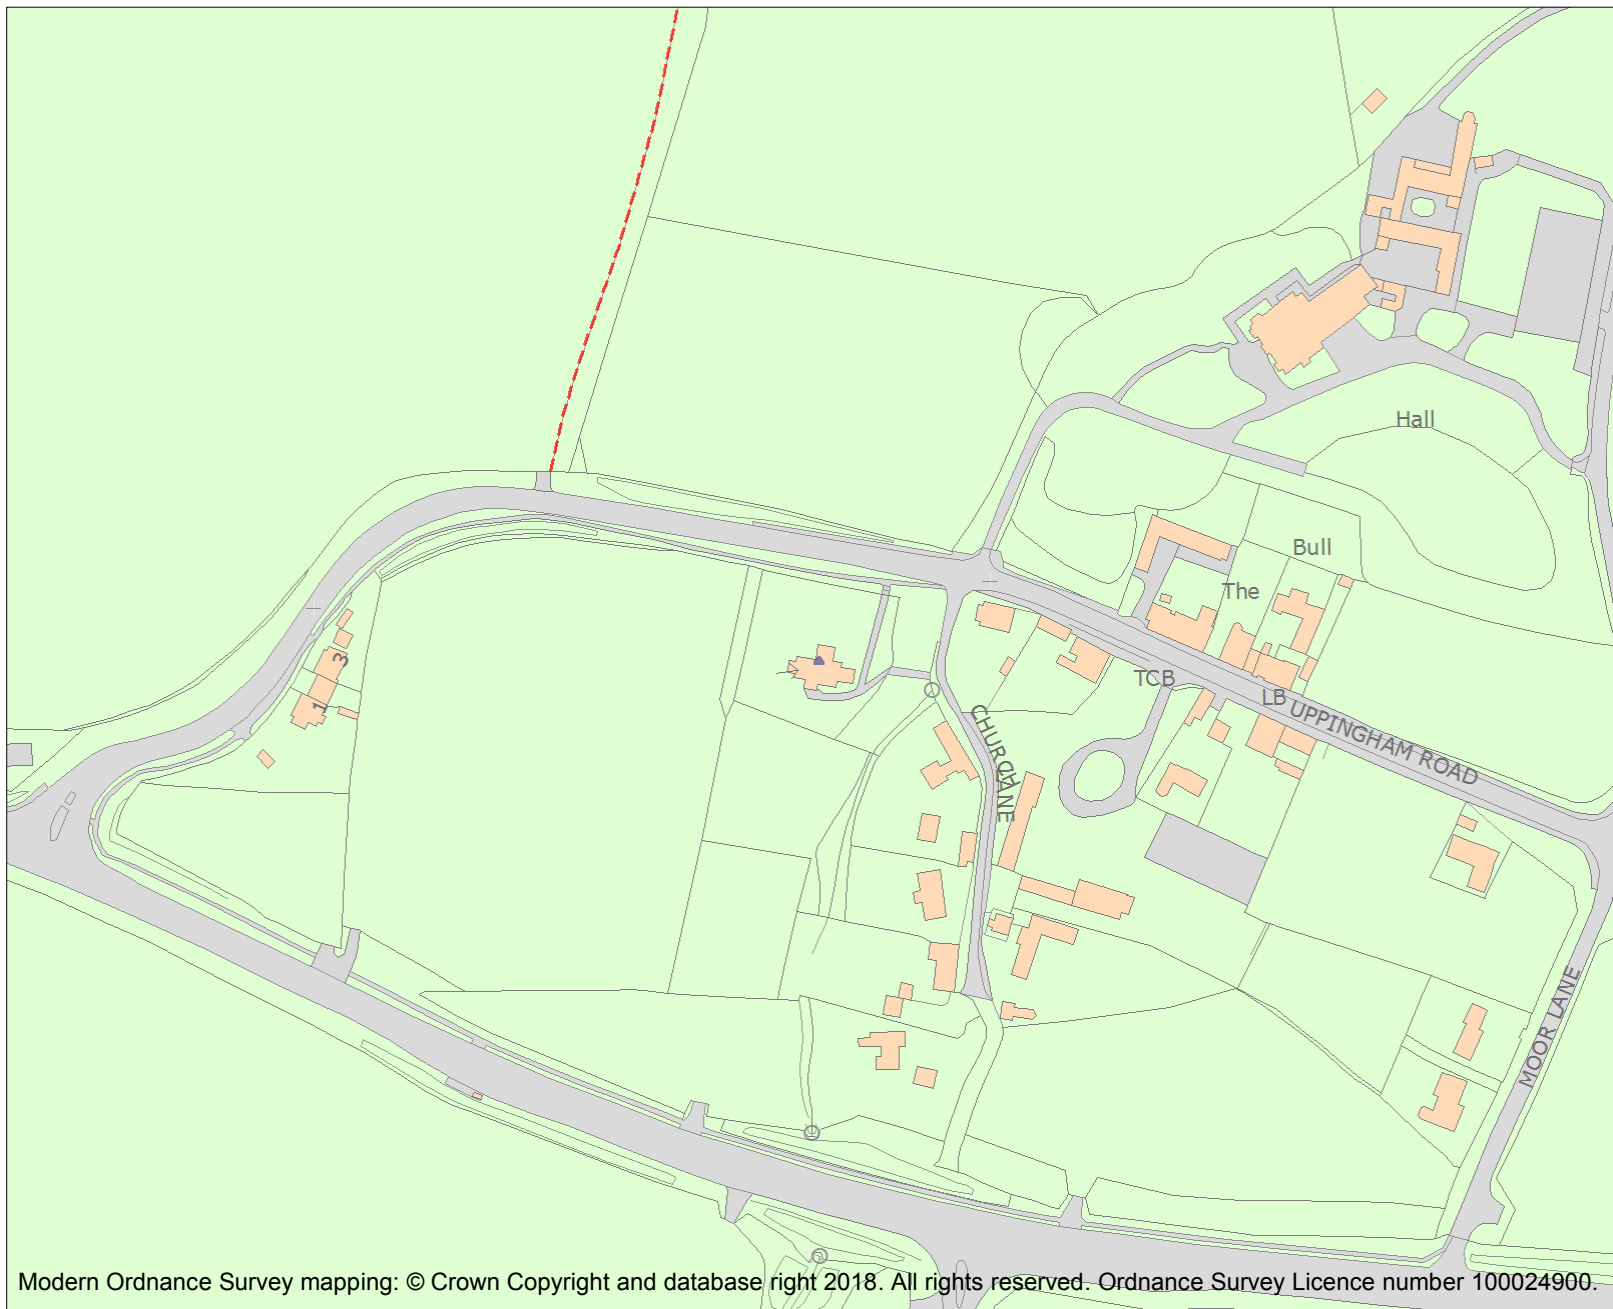 Hall
Bull
The
3
1
TCB
LB
UPPINGHAM ROAD
CHURCH
LANE
MOOR LANE
Modern Ordnance Survey mapping: © Crown Copyright and database right 2018. All rights reserved. Ordnance Survey Licence number 100024900.